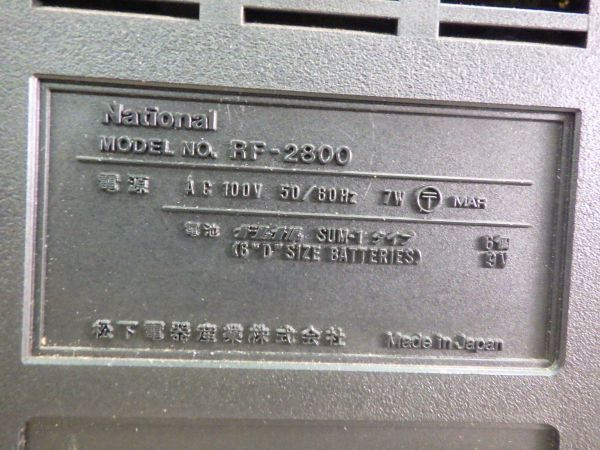 National
MODEL NO. RF-2800
電源 AC 100V 50/60Hz 7W 〒 MAR
電池 ナショナル SUM-1タイプ 6個
(6"D"SIZE BATTERIES) 9V
松下電器産業株式会社 Made in Japan